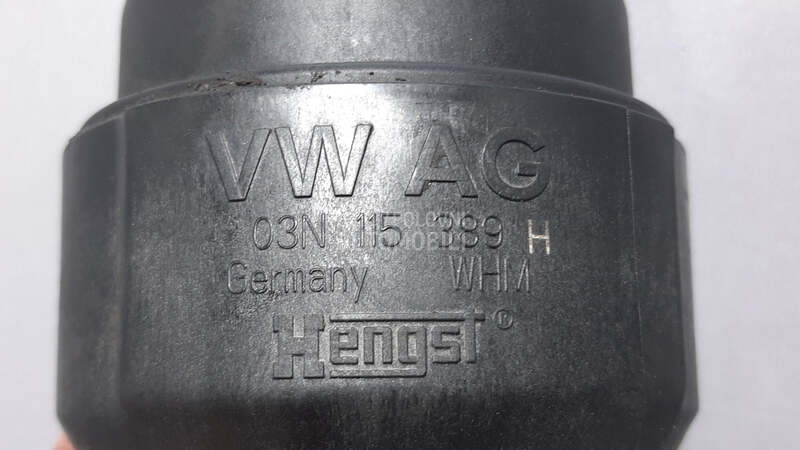 VW AG
03N 115 389 H
Germany WHM
Hengst®